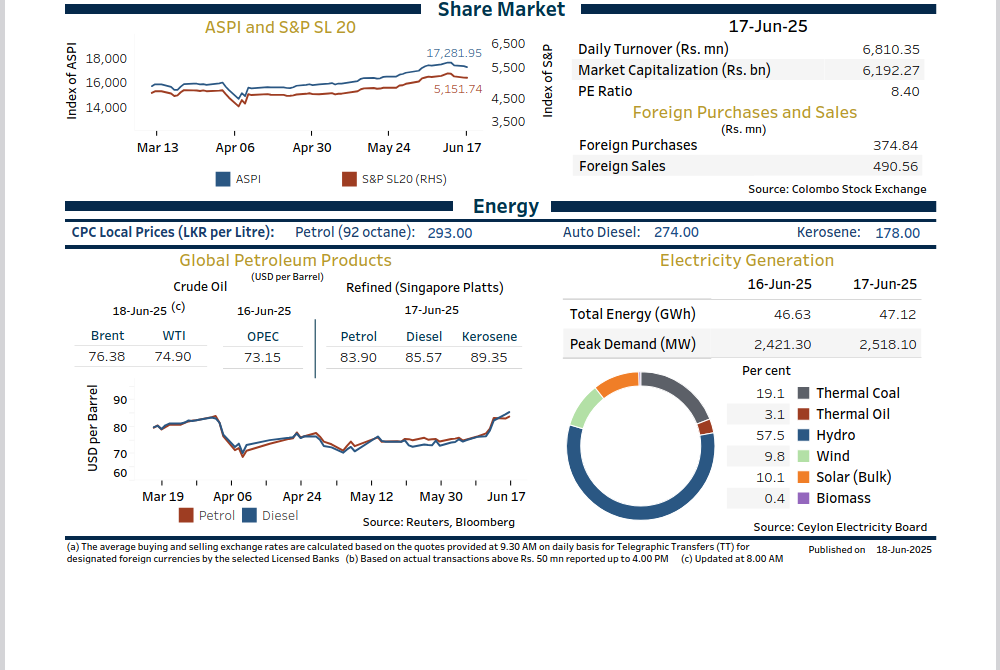 Share Market
ASPI and S&P SL 20
Index of ASPI
18,000
16,000
14,000
17,281.95
5,151.74
6,500
5,500
4,500
3,500
Index of S&P
Mar 13 Apr 06 Apr 30 May 24 Jun 17
ASPI S&P SL20 (RHS)
17-Jun-25
Daily Turnover (Rs. mn) 6,810.35
Market Capitalization (Rs. bn) 6,192.27
PE Ratio 8.40
Foreign Purchases and Sales
(Rs. mn)
Foreign Purchases 374.84
Foreign Sales 490.56
Source: Colombo Stock Exchange
Energy
CPC Local Prices (LKR per Litre): Petrol (92 octane): 293.00 Auto Diesel: 274.00 Kerosene: 178.00
Global Petroleum Products
(USD per Barrel)
Crude Oil Refined (Singapore Platts)
18-Jun-25 (c) 16-Jun-25 17-Jun-25
Brent WTI OPEC Petrol Diesel Kerosene
76.38 74.90 73.15 83.90 85.57 89.35
USD per Barrel
90
80
70
60
Mar 19 Apr 06 Apr 24 May 12 May 30 Jun 17
Petrol Diesel
Source: Reuters, Bloomberg
Electricity Generation
16-Jun-25 17-Jun-25
Total Energy (GWh) 46.63 47.12
Peak Demand (MW) 2,421.30 2,518.10
Per cent
19.1 Thermal Coal
3.1 Thermal Oil
57.5 Hydro
9.8 Wind
10.1 Solar (Bulk)
0.4 Biomass
Source: Ceylon Electricity Board
(a) The average buying and selling exchange rates are calculated based on the quotes provided at 9.30 AM on daily basis for Telegraphic Transfers (TT) for
designated foreign currencies by the selected Licensed Banks (b) Based on actual transactions above Rs. 50 mn reported up to 4.00 PM (c) Updated at 8.00 AM
Published on 18-Jun-2025